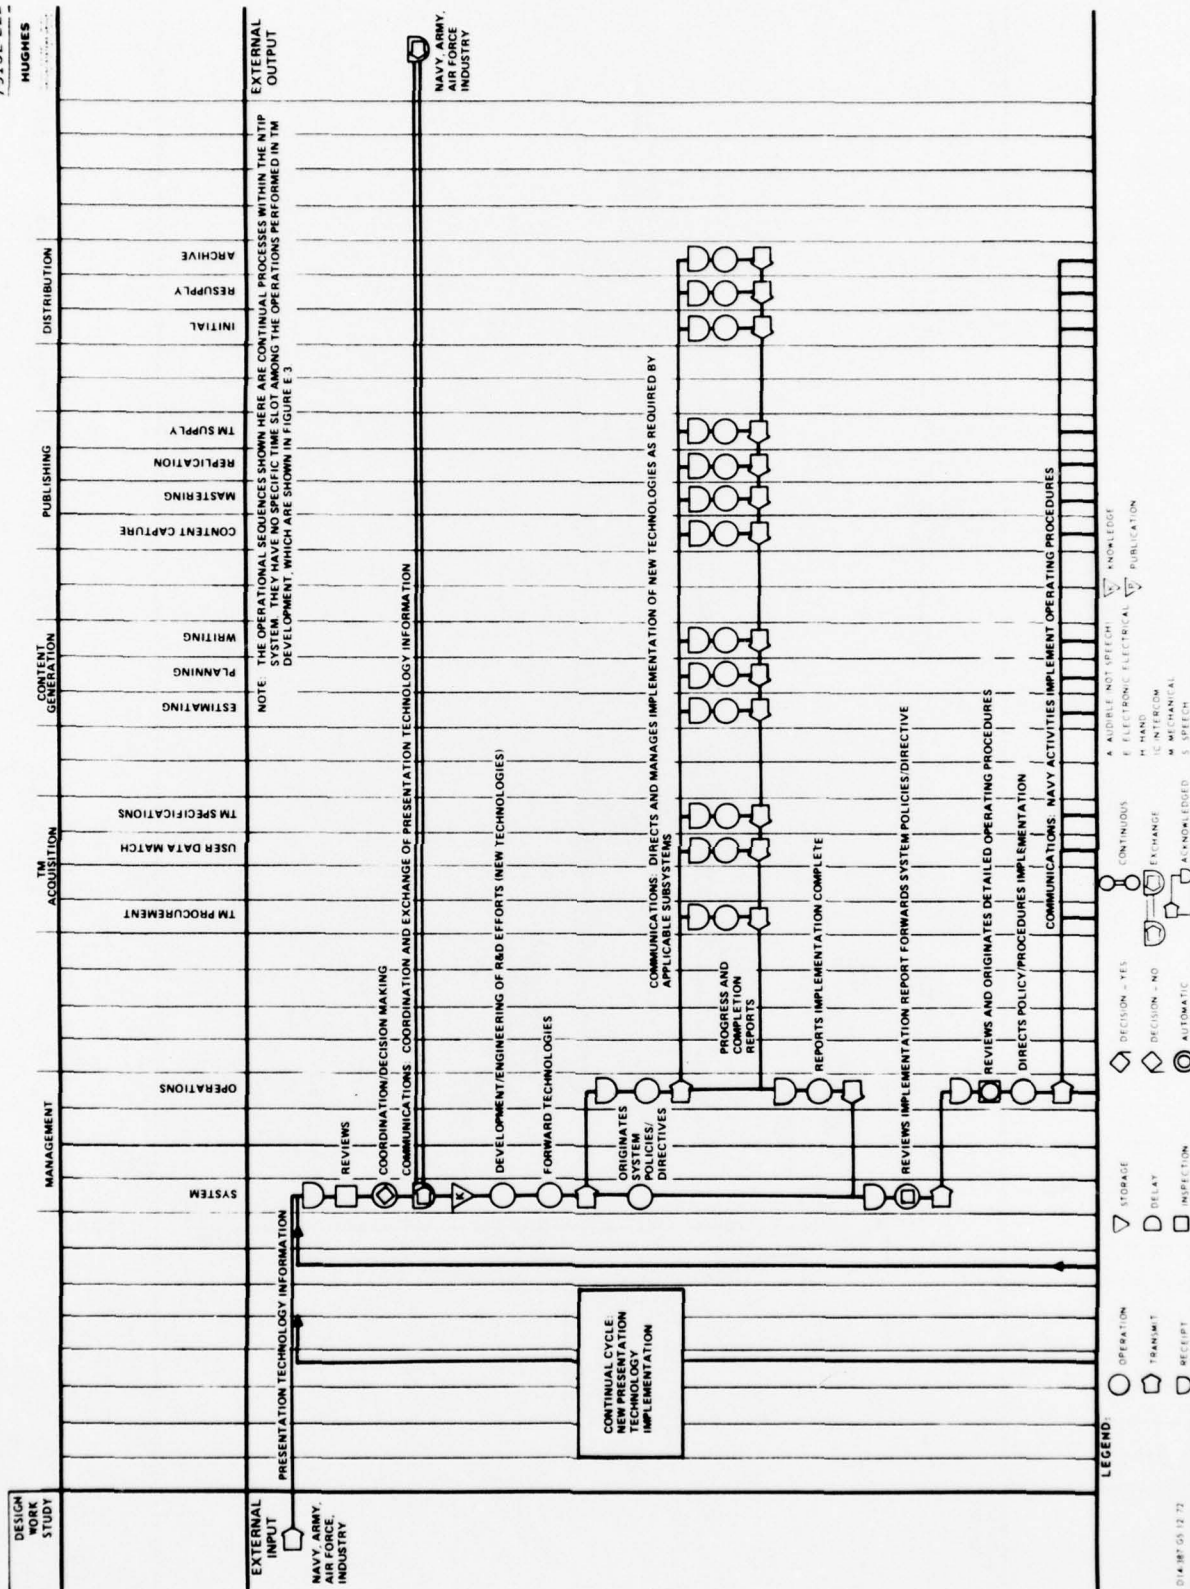 HUGHES
DESIGN
WORK
STUDY
MANAGEMENT
TM
ACQUISITION
CONTENT
GENERATION
PUBLISHING
DISTRIBUTION
SYSTEM
OPERATIONS
TM PROCUREMENT
USER DATA MATCH
TM SPECIFICATIONS
ESTIMATING
PLANNING
WRITING
CONTENT CAPTURE
MASTERING
REPLICATION
TM SUPPLY
INITIAL
RESUPPLY
ARCHIVE
EXTERNAL
INPUT
EXTERNAL
OUTPUT
NOTE: THE OPERATIONAL SEQUENCES SHOWN HERE ARE CONTINUAL PROCESSES WITHIN THE NTIP
SYSTEM. THEY HAVE NO SPECIFIC TIME SLOT AMONG THE OPERATIONS PERFORMED IN TM
DEVELOPMENT, WHICH ARE SHOWN IN FIGURE E 3
NAVY, ARMY,
AIR FORCE,
INDUSTRY
PRESENTATION TECHNOLOGY INFORMATION
REVIEWS
COORDINATION/DECISION MAKING
COMMUNICATIONS: COORDINATION AND EXCHANGE OF PRESENTATION TECHNOLOGY INFORMATION
NAVY, ARMY,
AIR FORCE
INDUSTRY
K
DEVELOPMENT/ENGINEERING OF R&D EFFORTS (NEW TECHNOLOGIES)
FORWARD TECHNOLOGIES
CONTINUAL CYCLE:
NEW PRESENTATION
TECHNOLOGY
IMPLEMENTATION
ORIGINATES
SYSTEM
POLICIES/
DIRECTIVES
COMMUNICATIONS: DIRECTS AND MANAGES IMPLEMENTATION OF NEW TECHNOLOGIES AS REQUIRED BY
APPLICABLE SUBSYSTEMS
PROGRESS AND
COMPLETION
REPORTS
REPORTS IMPLEMENTATION COMPLETE
REVIEWS IMPLEMENTATION REPORT FORWARDS SYSTEM POLICIES/DIRECTIVE
REVIEWS AND ORIGINATES DETAILED OPERATING PROCEDURES
DIRECTS POLICY/PROCEDURES IMPLEMENTATION
COMMUNICATIONS: NAVY ACTIVITIES IMPLEMENT OPERATING PROCEDURES
LEGEND:
OPERATION
TRANSMIT
RECEIPT
STORAGE
DELAY
INSPECTION
DECISION - YES
DECISION - NO
AUTOMATIC
CONTINUOUS
EXCHANGE
ACKNOWLEDGED
A AUDIBLE (NOT SPEECH)
E ELECTRONIC ELECTRICAL
H HAND
IC INTERCOM
M MECHANICAL
S SPEECH
KNOWLEDGE
PUBLICATION